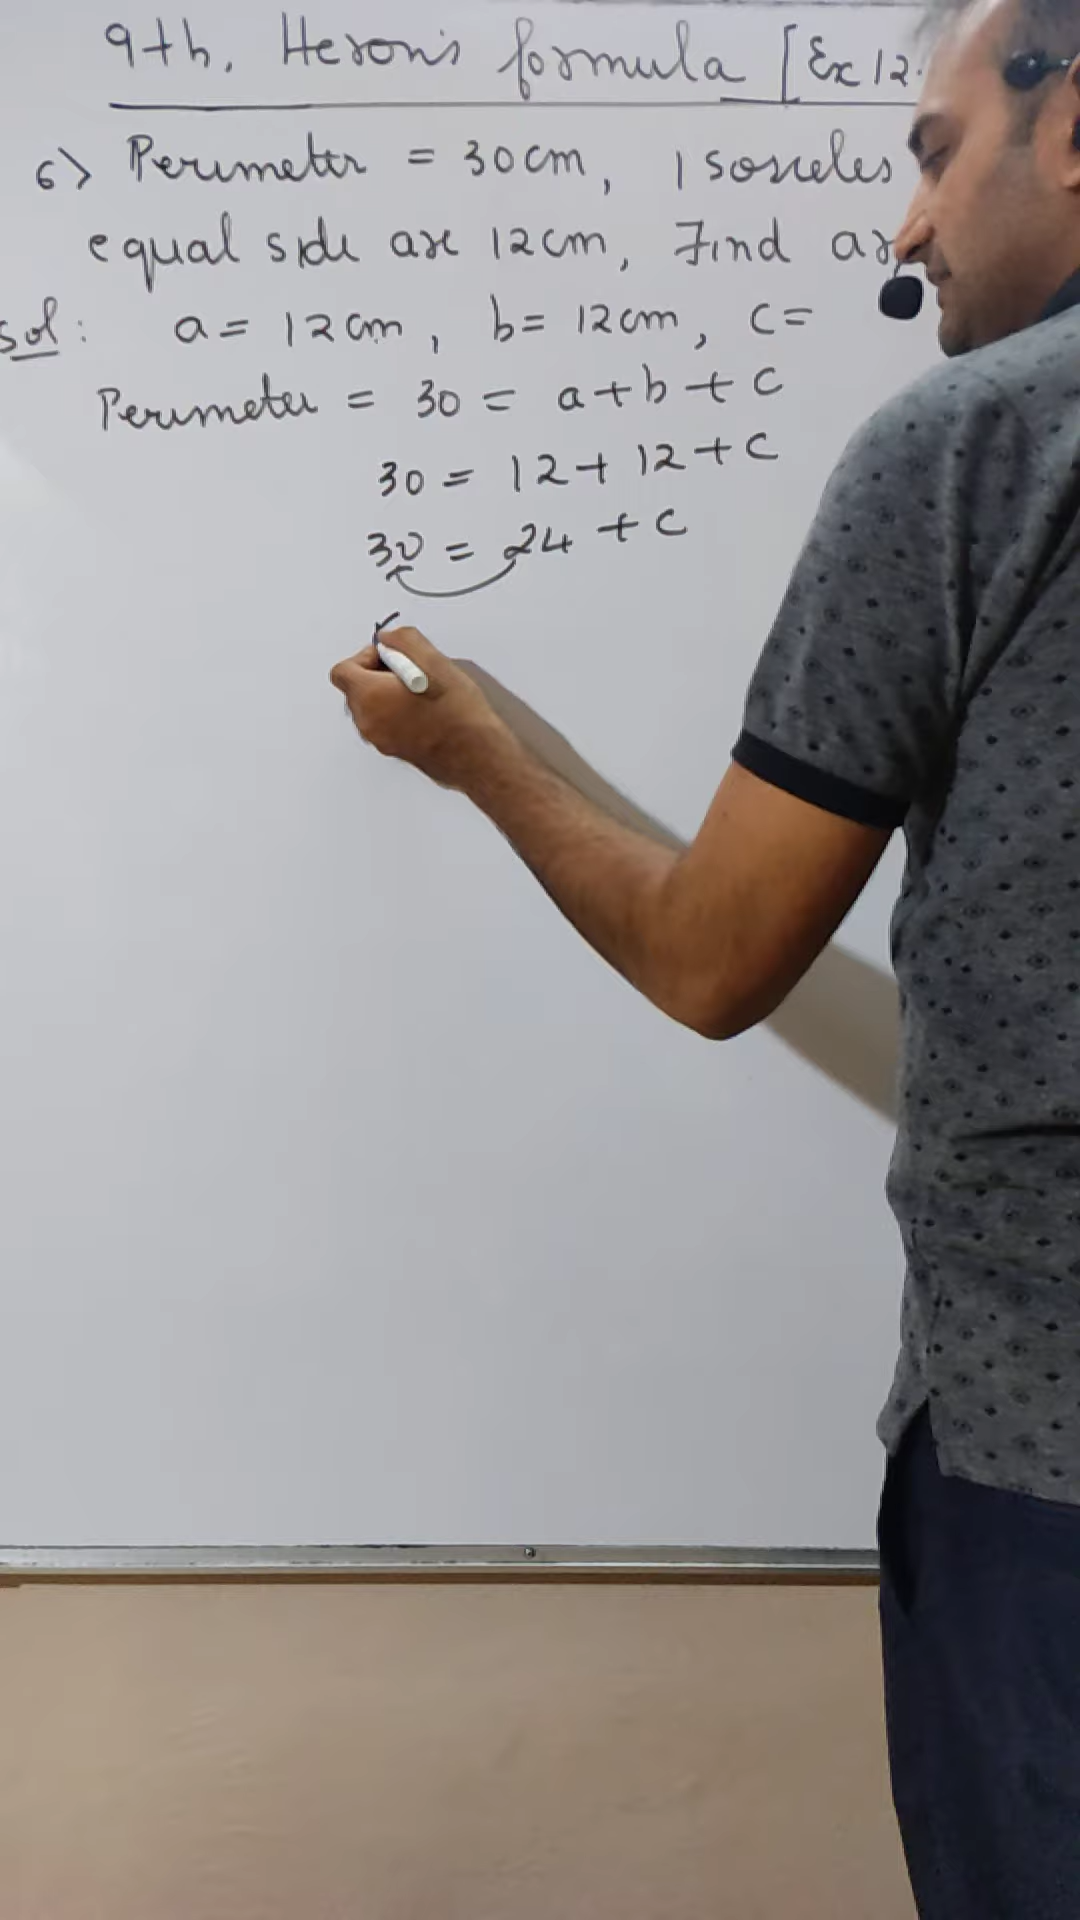 9th. Heron's formula [Ex 12.
6> Perimeter = 30cm, Isosceles
equal side are 12cm, Find
Sol: a = 12cm, b = 12cm, c =
Perimeter = 30 = a + b + c
30 = 12 + 12 + c
30 = 24 + c